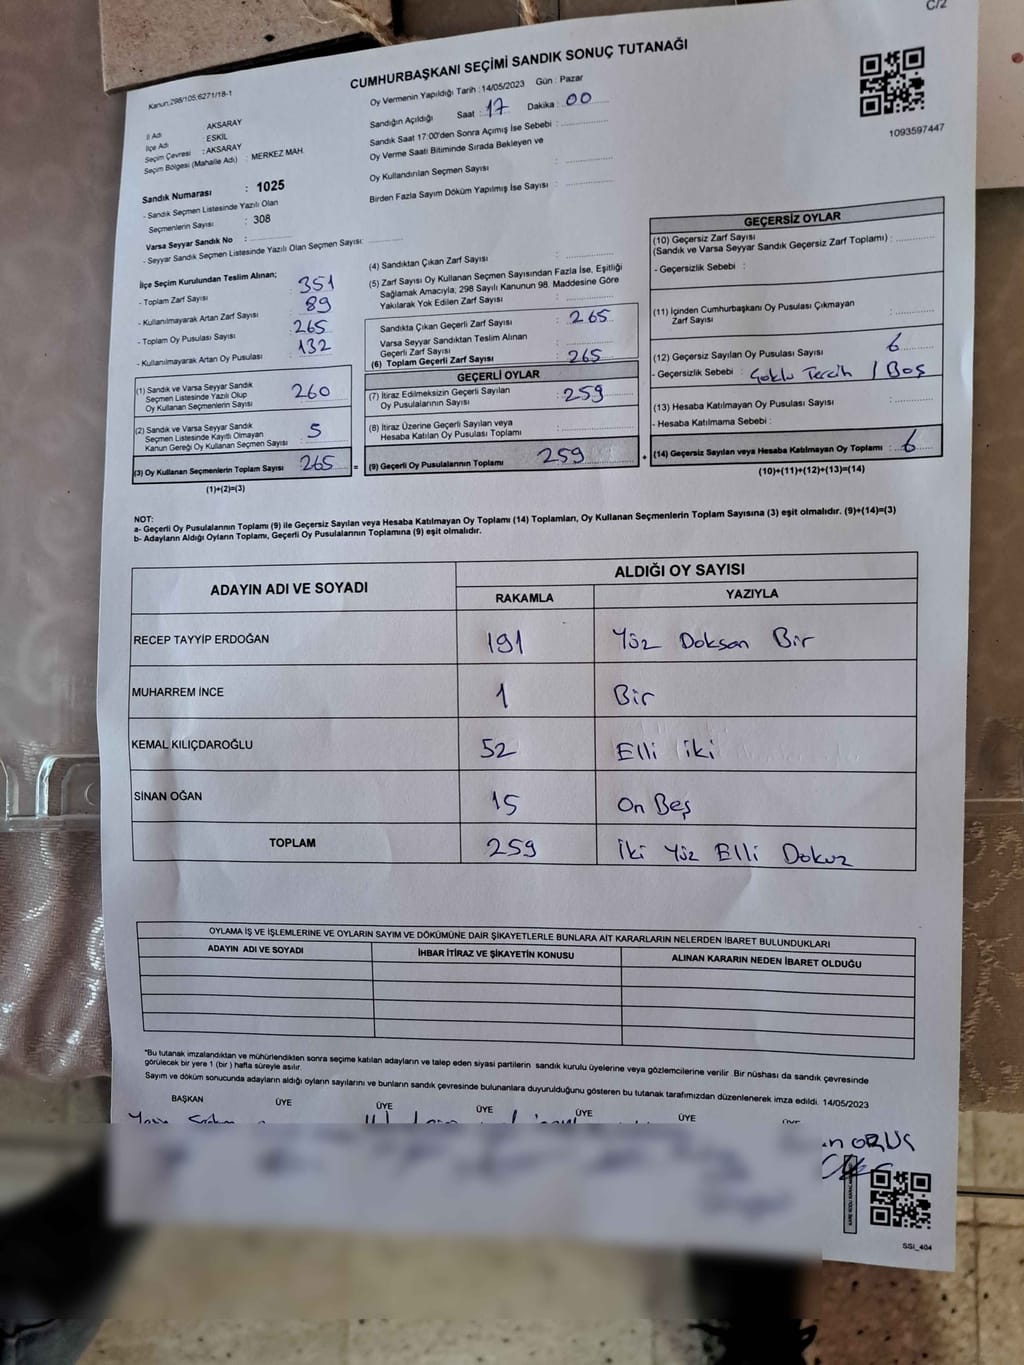 C/2
CUMHURBAŞKANI SEÇİMİ SANDIK SONUÇ TUTANAĞI
Kanun,298/105,6271/18-1
Oy Vermenin Yapıldığı Tarih :14/05/2023 Gün : Pazar
Sandığın Açıldığı Saat : 17 Dakika : 00
Sandık Saat 17:00'den Sonra Açımış İse Sebebi :
Oy Verme Saati Bitiminde Sırada Bekleyen ve
Oy Kullandırılan Seçmen Sayısı :
Birden Fazla Sayım Döküm Yapılmış İse Sayısı :
1093597447
İl Adı : AKSARAY
İlçe Adı : ESKİL
Seçim Çevresi : AKSARAY
Seçim Bölgesi (Mahalle Adı) : MERKEZ MAH.
Sandık Numarası : 1025
- Sandık Seçmen Listesinde Yazılı Olan
Seçmenlerin Sayısı : 308
Varsa Seyyar Sandık No :
- Seyyar Sandık Seçmen Listesinde Yazılı Olan Seçmen Sayısı:
İlçe Seçim Kurulundan Teslim Alınan;
- Toplam Zarf Sayısı : 351
- Kullanılmayarak Artan Zarf Sayısı : 89
- Toplam Oy Pusulası Sayısı : 265
- Kullanılmayarak Artan Oy Pusulası : 132
(1) Sandık ve Varsa Seyyar Sandık
Seçmen Listesinde Yazılı Olup
Oy Kullanan Seçmenlerin Sayısı : 260
(2) Sandık ve Varsa Seyyar Sandık
Seçmen Listesinde Kayıtlı Olmayan
Kanun Gereği Oy Kullanan Seçmen Sayısı : 5
(3) Oy Kullanan Seçmenlerin Toplam Sayısı 265 =
(1)+(2)=(3)
(4) Sandıktan Çıkan Zarf Sayısı :
(5) Zarf Sayısı Oy Kullanan Seçmen Sayısından Fazla İse, Eşitliği
Sağlamak Amacıyla, 298 Sayılı Kanunun 98. Maddesine Göre
Yakılarak Yok Edilen Zarf Sayısı :
Sandıkta Çıkan Geçerli Zarf Sayısı : 265
Varsa Seyyar Sandıktan Teslim Alınan
Geçerli Zarf Sayısı :
(6) Toplam Geçerli Zarf Sayısı : 265
GEÇERLİ OYLAR
(7) İtiraz Edilmeksizin Geçerli Sayılan
Oy Pusulalarının Sayısı : 259
(8) İtiraz Üzerine Geçerli Sayılan veya
Hesaba Katılan Oy Pusulası Toplamı :
(9) Geçerli Oy Pusulalarının Toplamı 259 +
GEÇERSİZ OYLAR
(10) Geçersiz Zarf Sayısı
(Sandık ve Varsa Seyyar Sandık Geçersiz Zarf Toplamı) :
- Geçersizlik Sebebi :
(11) İçinden Cumhurbaşkanı Oy Pusulası Çıkmayan
Zarf Sayısı :
(12) Geçersiz Sayılan Oy Pusulası Sayısı : 6
- Geçersizlik Sebebi : Çoklu Tercih / Boş
(13) Hesaba Katılmayan Oy Pusulası Sayısı :
- Hesaba Katılmama Sebebi :
(14) Geçersiz Sayılan veya Hesaba Katılmayan Oy Toplamı : 6
(10)+(11)+(12)+(13)=(14)
NOT:
a- Geçerli Oy Pusulalarının Toplamı (9) ile Geçersiz Sayılan veya Hesaba Katılmayan Oy Toplamı (14) Toplamları, Oy Kullanan Seçmenlerin Toplam Sayısına (3) eşit olmalıdır. (9)+(14)=(3)
b- Adayların Aldığı Oyların Toplamı, Geçerli Oy Pusulalarının Toplamına (9) eşit olmalıdır.
ADAYIN ADI VE SOYADI ALDIĞI OY SAYISI
RAKAMLA YAZIYLA
RECEP TAYYİP ERDOĞAN 191 Yüz Doksan Bir
MUHARREM İNCE 1 Bir
KEMAL KILIÇDAROĞLU 52 Elli iki
SİNAN OĞAN 15 On Beş
TOPLAM 259 İki Yüz Elli Dokuz
OYLAMA İŞ VE İŞLEMLERİNE VE OYLARIN SAYIM VE DÖKÜMÜNE DAİR ŞİKAYETLERLE BUNLARA AİT KARARLARIN NELERDEN İBARET BULUNDUKLARI
ADAYIN ADI VE SOYADI İHBAR İTİRAZ VE ŞİKAYETİN KONUSU ALINAN KARARIN NEDEN İBARET OLDUĞU
*Bu tutanak imzalandıktan ve mühürlendikten sonra seçime katılan adayların ve talep eden siyasi partilerin sandık kurulu üyelerine veya gözlemcilerine verilir. Bir nüshası da sandık çevresinde
görülecek bir yere 1 (bir ) hafta süreyle asılır.
Sayım ve döküm sonucunda adayların aldığı oyların sayılarını ve bunların sandık çevresinde bulunanlara duyurulduğunu gösteren bu tutanak tarafımızdan düzenlenerek imza edildi. 14/05/2023
BAŞKAN ÜYE ÜYE ÜYE ÜYE ÜYE ÜYE
ORUÇ
SSI_404